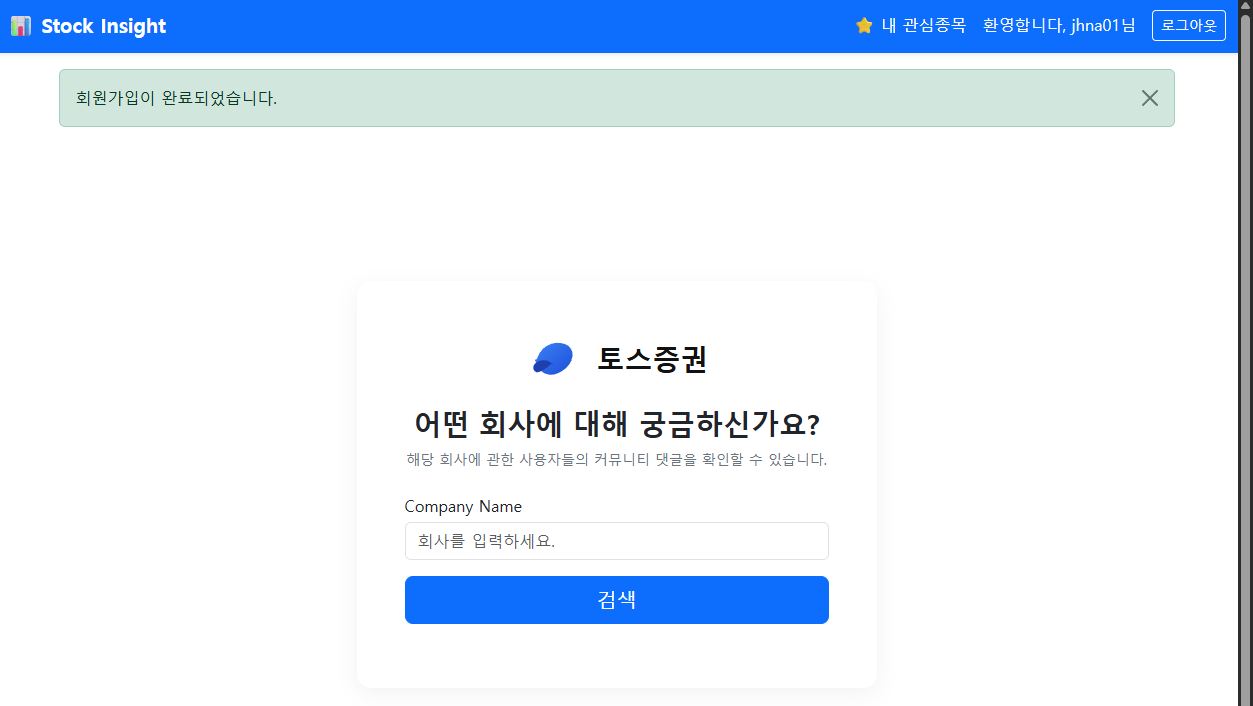 Stock Insight
내 관심종목 환영합니다, jhna01님 로그아웃
회원가입이 완료되었습니다.
토스증권
어떤 회사에 대해 궁금하신가요?
해당 회사에 관한 사용자들의 커뮤니티 댓글을 확인할 수 있습니다.
Company Name
회사를 입력하세요.
검색